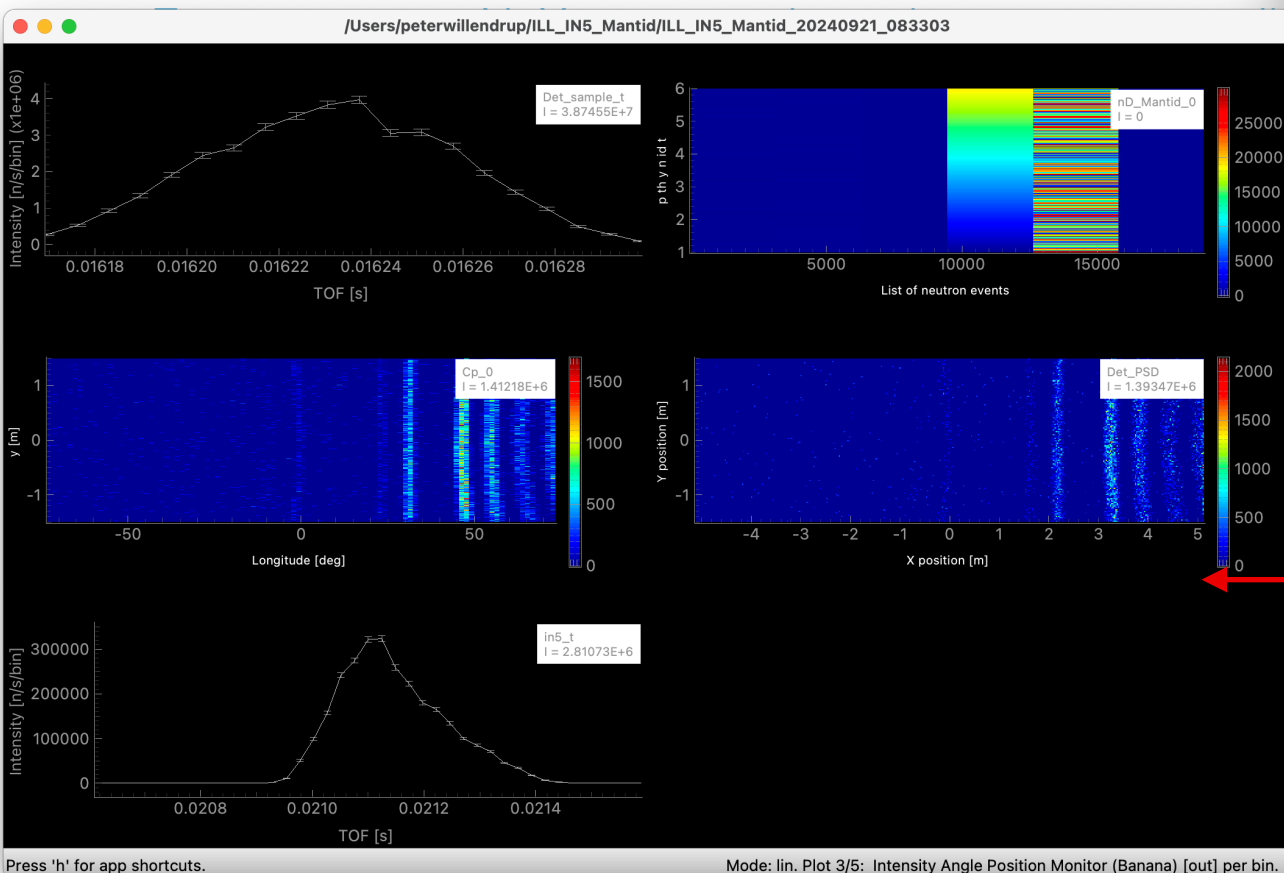 /Users/peterwillendrup/ILL_IN5_Mantid/ILL_IN5_Mantid_20240921_083303
Intensity [n/s/bin] (x1e+06)
4
3
2
1
0
Det_sample_t
I = 3.87455E+7
0.01618 0.01620 0.01622 0.01624 0.01626 0.01628
TOF [s]
p th y n id t
6
5
4
3
2
1
nD_Mantid_0
I = 0
25000
20000
15000
10000
5000
0
5000 10000 15000
List of neutron events
y [m]
1
0
-1
Cp_0
I = 1.41218E+6
1500
1000
500
0
-50 0 50
Longitude [deg]
Y position [m]
1
0
-1
Det_PSD
I = 1.39347E+6
2000
1500
1000
500
0
-4 -3 -2 -1 0 1 2 3 4 5
X position [m]
Intensity [n/s/bin]
300000
200000
100000
0
in5_t
I = 2.81073E+6
0.0208 0.0210 0.0212 0.0214
TOF [s]
Press 'h' for app shortcuts.
Mode: lin. Plot 3/5: Intensity Angle Position Monitor (Banana) [out] per bin.